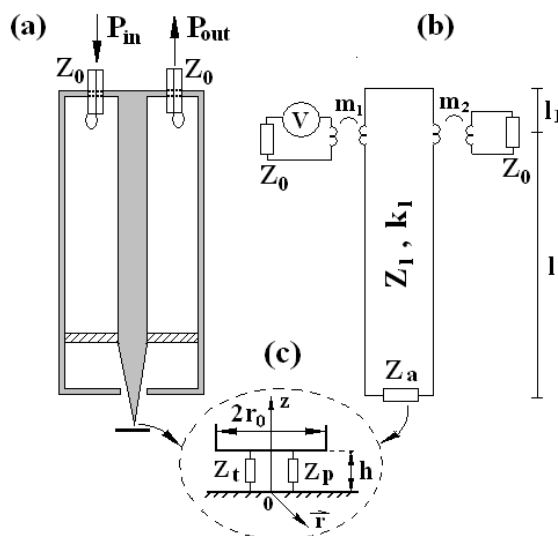 (a)
P_in
P_out
Z_0
Z_0
(b)
m_1
m_2
V
Z_0
Z_0
l_1
Z_1 , k_1
l
Z_a
(c)
z
2r_0
Z_t
Z_p
h
0
r⃗